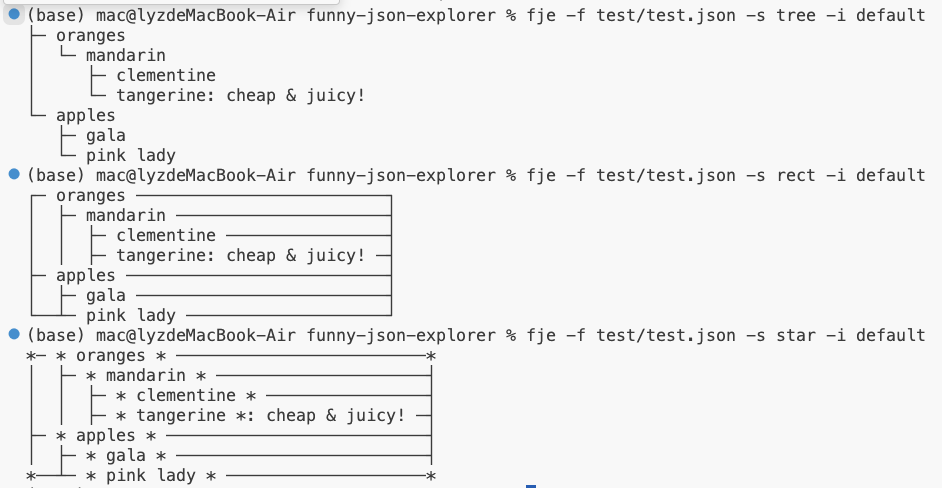 (base) mac@lyzdeMacBook-Air funny-json-explorer % fje -f test/test.json -s tree -i default
├─ oranges
│  └─ mandarin
│     ├─ clementine
│     └─ tangerine: cheap & juicy!
└─ apples
   ├─ gala
   └─ pink lady
(base) mac@lyzdeMacBook-Air funny-json-explorer % fje -f test/test.json -s rect -i default
┌─ oranges ──────────────────────────┐
│  ├─ mandarin ──────────────────────┤
│  │  ├─ clementine ─────────────────┤
│  │  ├─ tangerine: cheap & juicy! ──┤
├─ apples ───────────────────────────┤
│  ├─ gala ──────────────────────────┤
└──┴─ pink lady ─────────────────────┘
(base) mac@lyzdeMacBook-Air funny-json-explorer % fje -f test/test.json -s star -i default
*─ * oranges * ─────────────────────────*
│  ├─ * mandarin * ─────────────────────┤
│  │  ├─ * clementine * ────────────────┤
│  │  ├─ * tangerine *: cheap & juicy! ─┤
├─ * apples * ──────────────────────────┤
│  ├─ * gala * ─────────────────────────┤
*──┴─ * pink lady * ────────────────────*